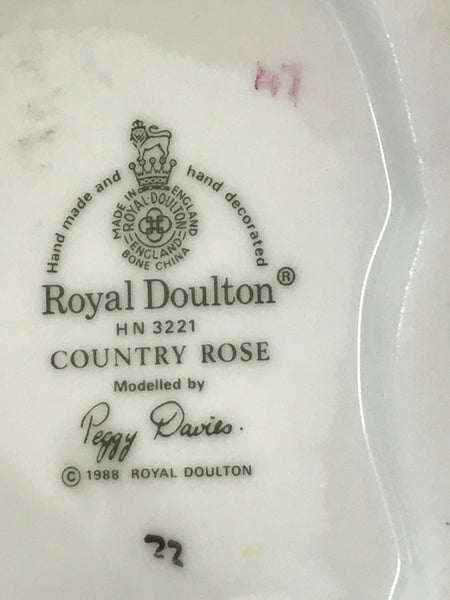 47
Hand made and hand decorated
MADE IN ENGLAND
ROYAL·DOULTON
ENGLAND
BONE CHINA
Royal Doulton®
HN 3221
COUNTRY ROSE
Modelled by
Peggy Davies.
© 1988 ROYAL DOULTON
22